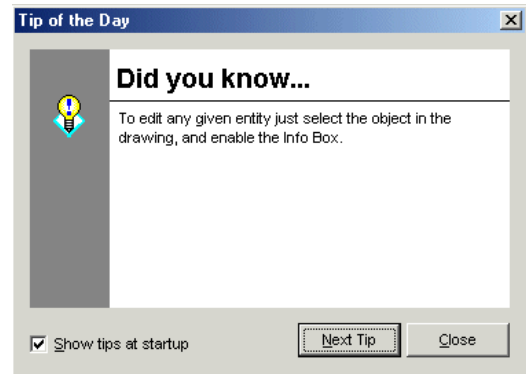 Tip of the Day
Did you know...
To edit any given entity just select the object in the
drawing, and enable the Info Box.
Show tips at startup
Next Tip
Close